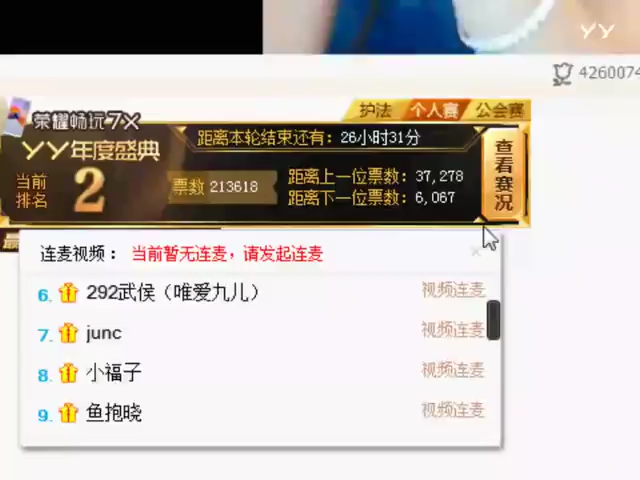 YY
4260074
荣耀畅玩7X
护法 个人赛 公会赛
YY年度盛典
距离本轮结束还有：26小时31分
当前排名 2
票数 213618
距离上一位票数：37,278
距离下一位票数：6,067
查看赛况
连麦视频： 当前暂无连麦，请发起连麦
6. 292武侯（唯爱九儿） 视频连麦
7. junc 视频连麦
8. 小福子 视频连麦
9. 鱼抱晓 视频连麦